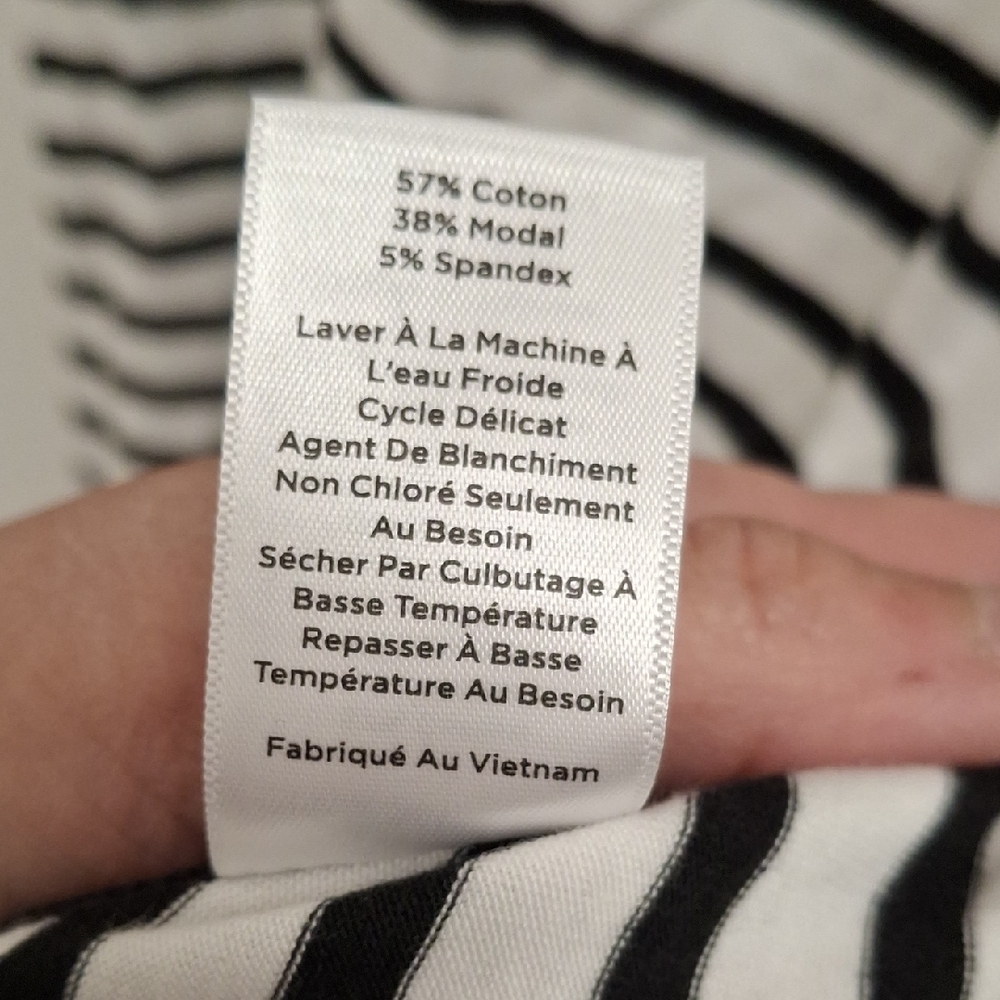 57% Coton
38% Modal
5% Spandex
Laver À La Machine À
L'eau Froide
Cycle Délicat
Agent De Blanchiment
Non Chloré Seulement
Au Besoin
Sécher Par Culbutage À
Basse Température
Repasser À Basse
Température Au Besoin
Fabriqué Au Vietnam